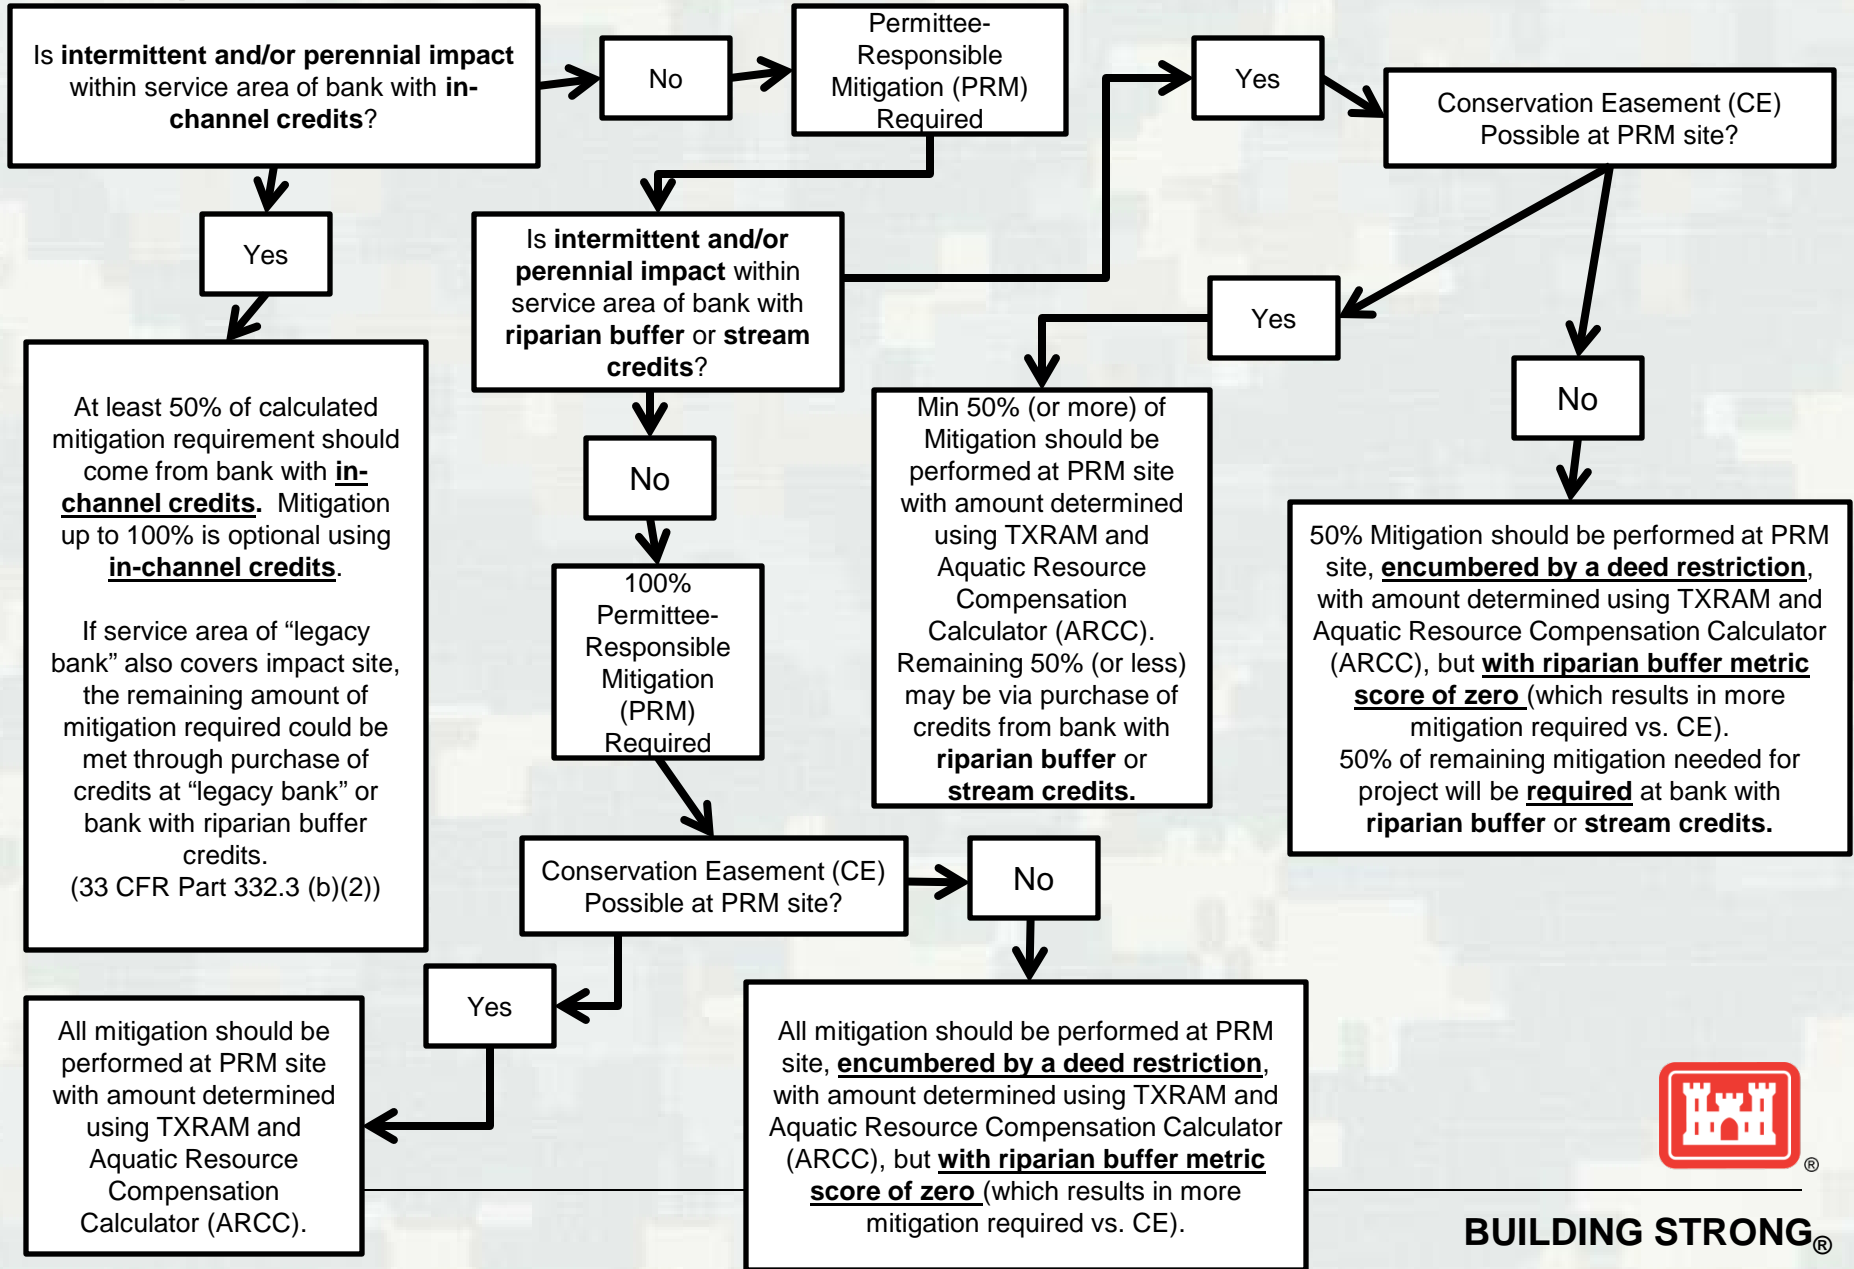 Is intermittent and/or perennial impact
within service area of bank with in-
channel credits?
No
Permittee-
Responsible
Mitigation (PRM)
Required
Yes
Conservation Easement (CE)
Possible at PRM site?
Yes
Is intermittent and/or
perennial impact within
service area of bank with
riparian buffer or stream
credits?
Yes
No
At least 50% of calculated
mitigation requirement should
come from bank with in-
channel credits. Mitigation
up to 100% is optional using
in-channel credits.
If service area of “legacy
bank” also covers impact site,
the remaining amount of
mitigation required could be
met through purchase of
credits at “legacy bank” or
bank with riparian buffer
credits.
(33 CFR Part 332.3 (b)(2))
No
100%
Permittee-
Responsible
Mitigation
(PRM)
Required
Min 50% (or more) of
Mitigation should be
performed at PRM site
with amount determined
using TXRAM and
Aquatic Resource
Compensation
Calculator (ARCC).
Remaining 50% (or less)
may be via purchase of
credits from bank with
riparian buffer or
stream credits.
50% Mitigation should be performed at PRM
site, encumbered by a deed restriction,
with amount determined using TXRAM and
Aquatic Resource Compensation Calculator
(ARCC), but with riparian buffer metric
score of zero (which results in more
mitigation required vs. CE).
50% of remaining mitigation needed for
project will be required at bank with
riparian buffer or stream credits.
Conservation Easement (CE)
Possible at PRM site?
No
Yes
All mitigation should be
performed at PRM site
with amount determined
using TXRAM and
Aquatic Resource
Compensation
Calculator (ARCC).
All mitigation should be performed at PRM
site, encumbered by a deed restriction,
with amount determined using TXRAM and
Aquatic Resource Compensation Calculator
(ARCC), but with riparian buffer metric
score of zero (which results in more
mitigation required vs. CE).
®
BUILDING STRONG®